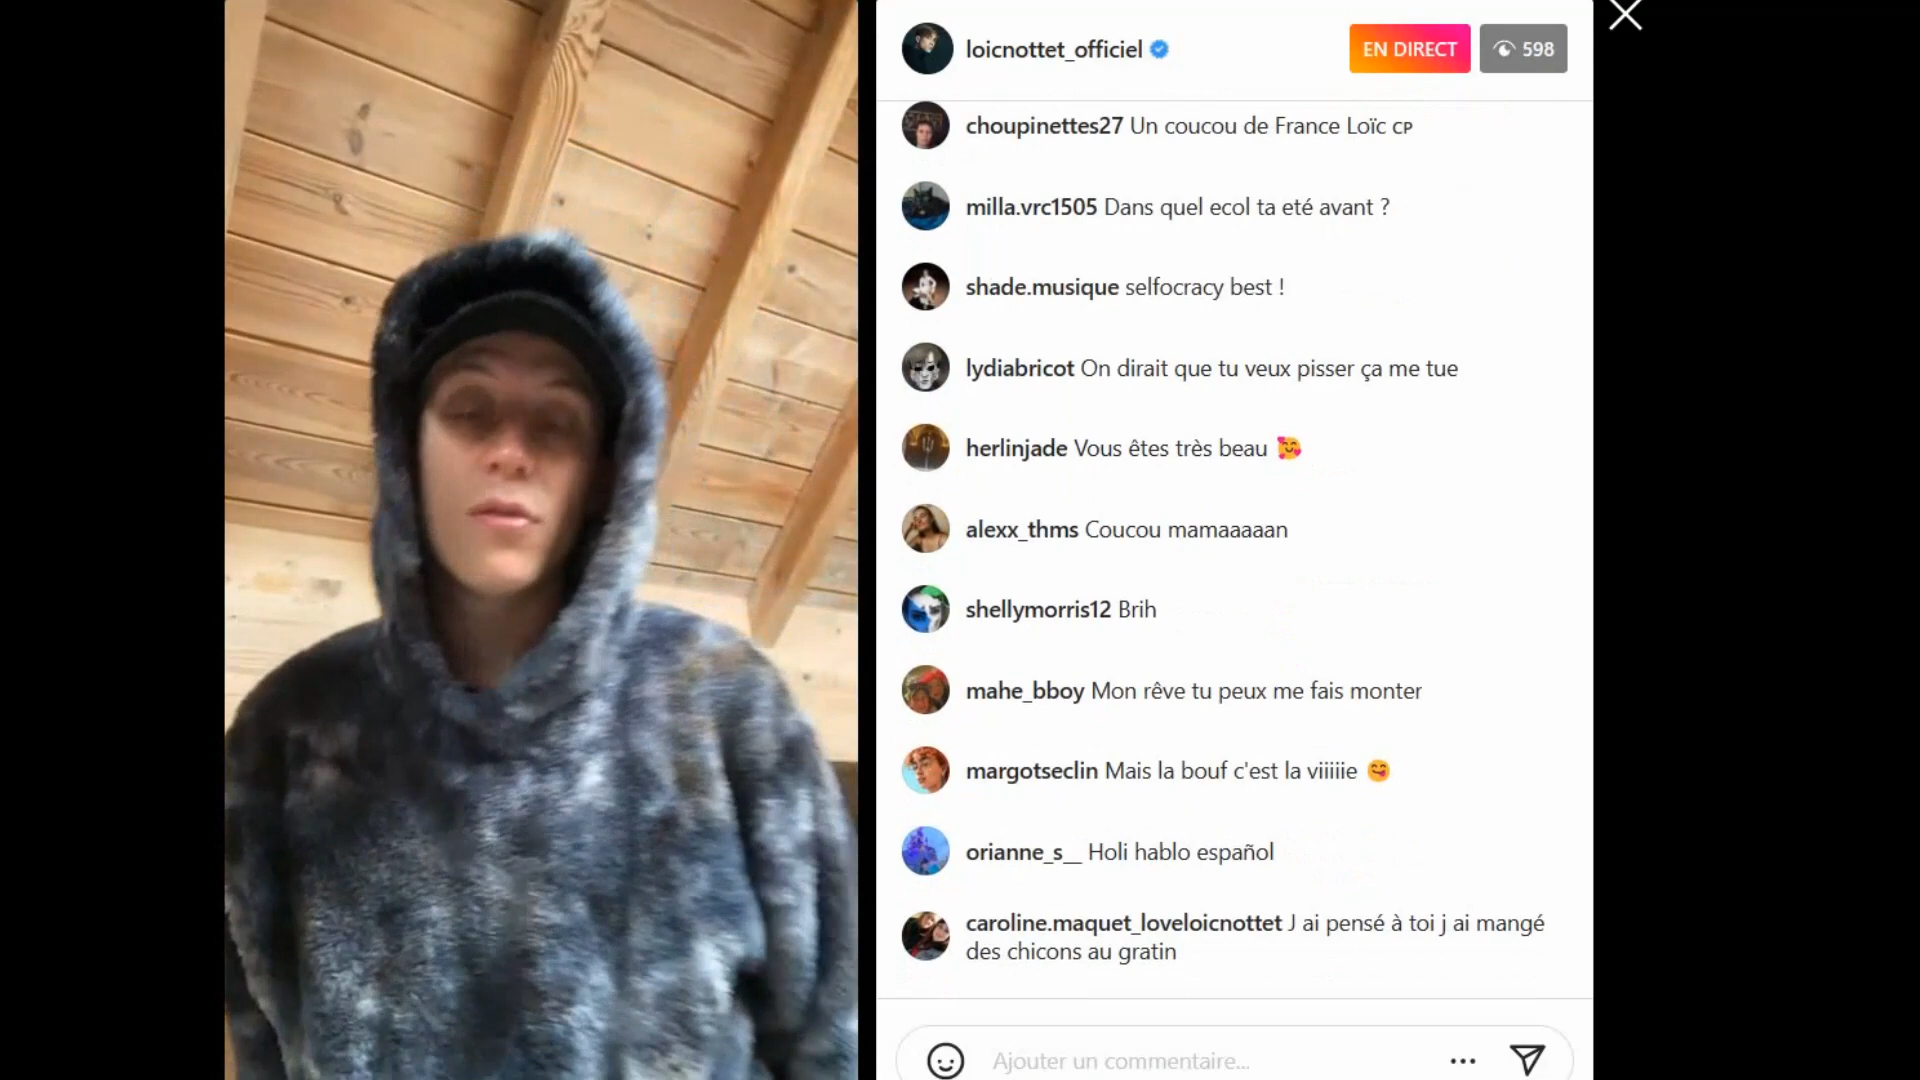 loicnottet_officiel
EN DIRECT
598
choupinettes27 Un coucou de France Loïc cᴘ
milla.vrc1505 Dans quel ecol ta eté avant ?
shade.musique selfocracy best !
lydiabricot On dirait que tu veux pisser ça me tue
herlinjade Vous êtes très beau 🥰
alexx_thms Coucou mamaaaaan
shellymorris12 Brih
mahe_bboy Mon rêve tu peux me fais monter
margotseclin Mais la bouf c'est la viiiiie 😋
orianne_s__ Holi hablo español
caroline.maquet_loveloicnottet J ai pensé à toi j ai mangé
des chicons au gratin
Ajouter un commentaire...